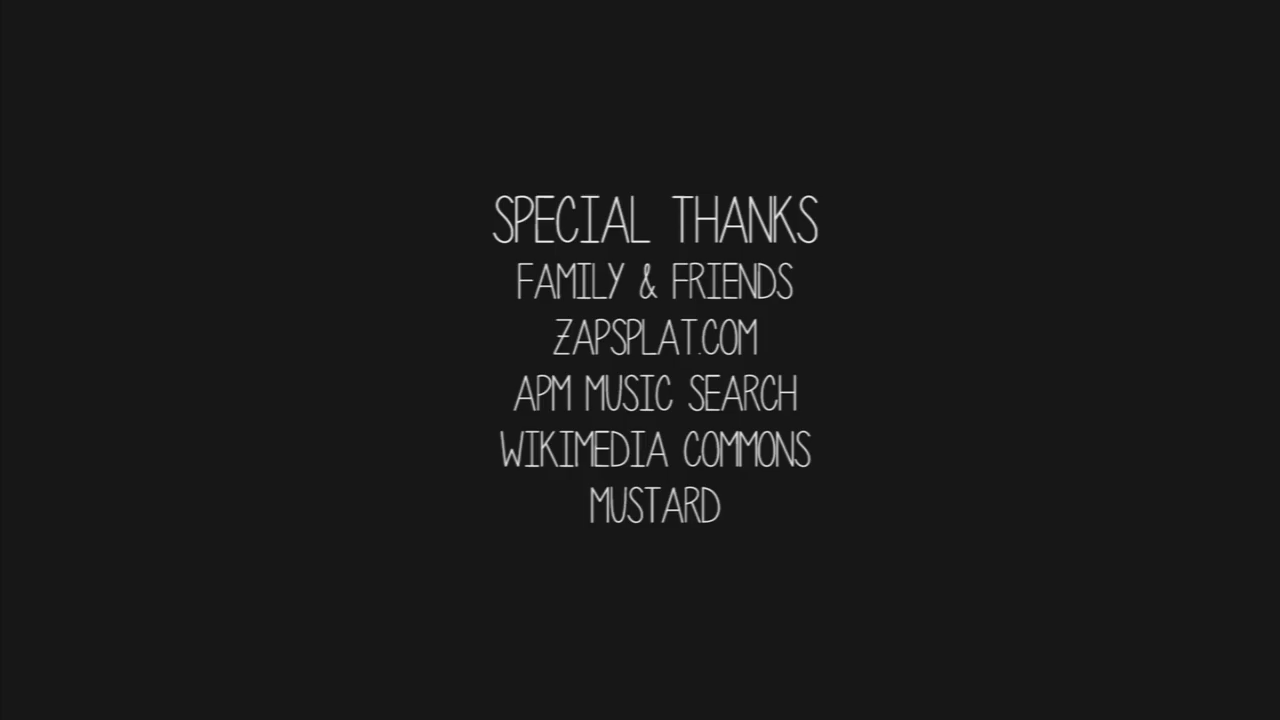 SPECIAL THANKS
FAMILY & FRIENDS
ZAPSPLAT.COM
APM MUSIC SEARCH
WIKIMEDIA COMMONS
MUSTARD